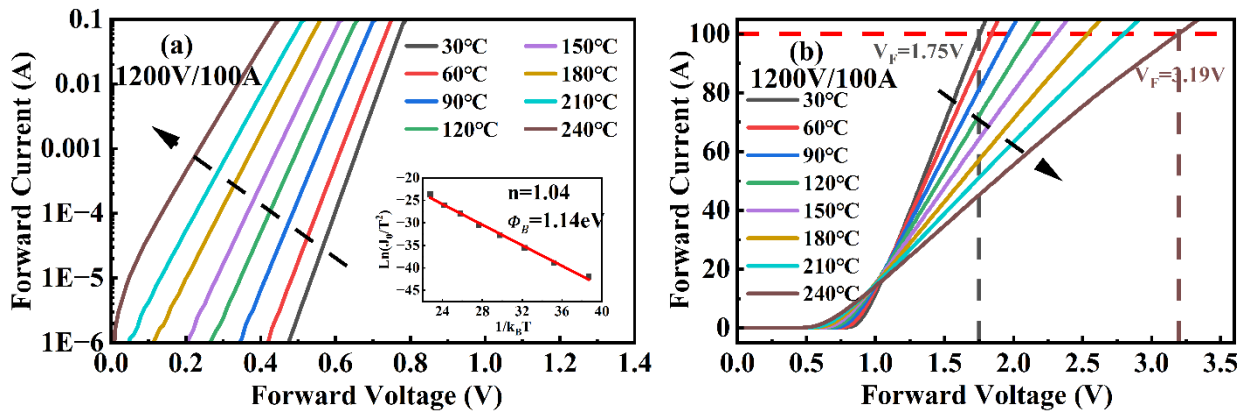 0.1
0.01
0.001
1E-4
1E-5
1E-6
Forward Current (A)
(a)
1200V/100A
30°C
60°C
90°C
120°C
150°C
180°C
210°C
240°C
n=1.04
Φ_B=1.14eV
Ln(J₀/T²)
−20
−25
−30
−35
−40
−45
24 28 32 36 40
1/k_BT
0.0 0.2 0.4 0.6 0.8 1.0 1.2 1.4
Forward Voltage (V)
100
80
60
40
20
0
Forward Current (A)
(b)
V_F=1.75V
1200V/100A
V_F=3.19V
30°C
60°C
90°C
120°C
150°C
180°C
210°C
240°C
0.0 0.5 1.0 1.5 2.0 2.5 3.0 3.5
Forward Voltage (V)